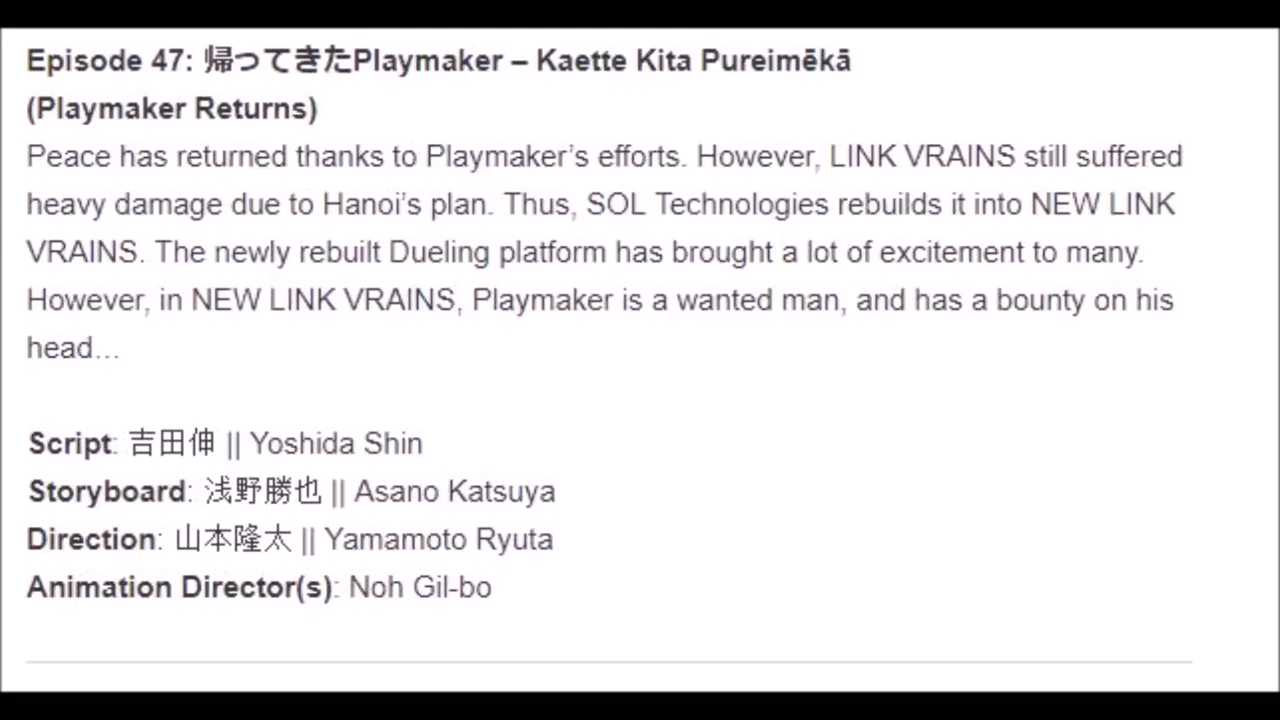 Episode 47: 帰ってきたPlaymaker – Kaette Kita Pureimēkā
(Playmaker Returns)
Peace has returned thanks to Playmaker’s efforts. However, LINK VRAINS still suffered
heavy damage due to Hanoi’s plan. Thus, SOL Technologies rebuilds it into NEW LINK
VRAINS. The newly rebuilt Dueling platform has brought a lot of excitement to many.
However, in NEW LINK VRAINS, Playmaker is a wanted man, and has a bounty on his
head…
Script: 吉田伸 || Yoshida Shin
Storyboard: 浅野勝也 || Asano Katsuya
Direction: 山本隆太 || Yamamoto Ryuta
Animation Director(s): Noh Gil-bo